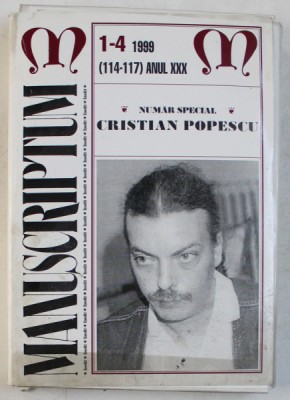 M
M
1-4 1999
(114-117) ANUL XXX
NUMĂR SPECIAL
CRISTIAN POPESCU
MANUSCRIPTUM